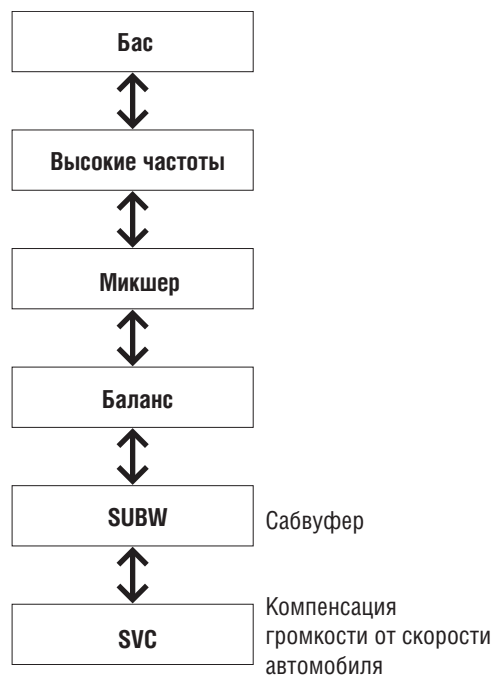 Бас
Высокие частоты
Микшер
Баланс
SUBW
Сабвуфер
SVC
Компенсация
громкости от скорости
автомобиля